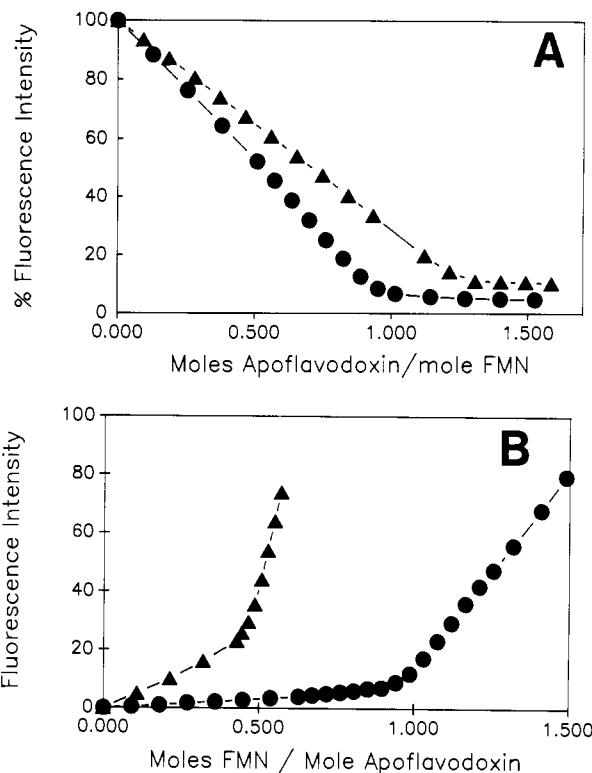 A
100
80
60
40
20
0
% Fluorescence Intensity
0.000 0.500 1.000 1.500
Moles Apoflavodoxin/mole FMN
B
100
80
60
40
20
0
Fluorescence Intensity
0.000 0.500 1.000 1.500
Moles FMN / Mole Apoflavodoxin